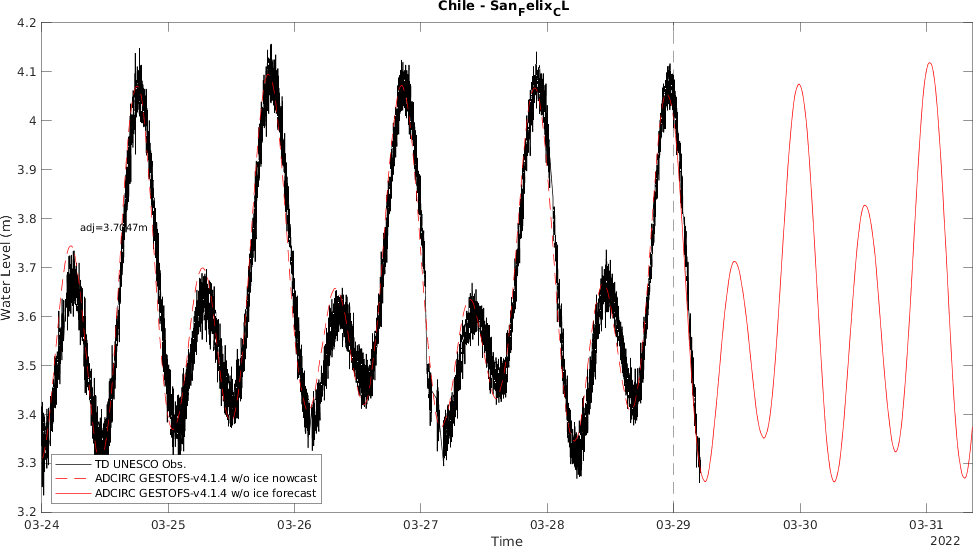 Chile - SanFelixCL
4.2
4.1
4
3.9
3.8
3.7
3.6
3.5
3.4
3.3
3.2
Water Level (m)
adj=3.7047m
TD UNESCO Obs.
ADCIRC GESTOFS-v4.1.4 w/o ice nowcast
ADCIRC GESTOFS-v4.1.4 w/o ice forecast
03-24 03-25 03-26 03-27 03-28 03-29 03-30 03-31
Time
2022